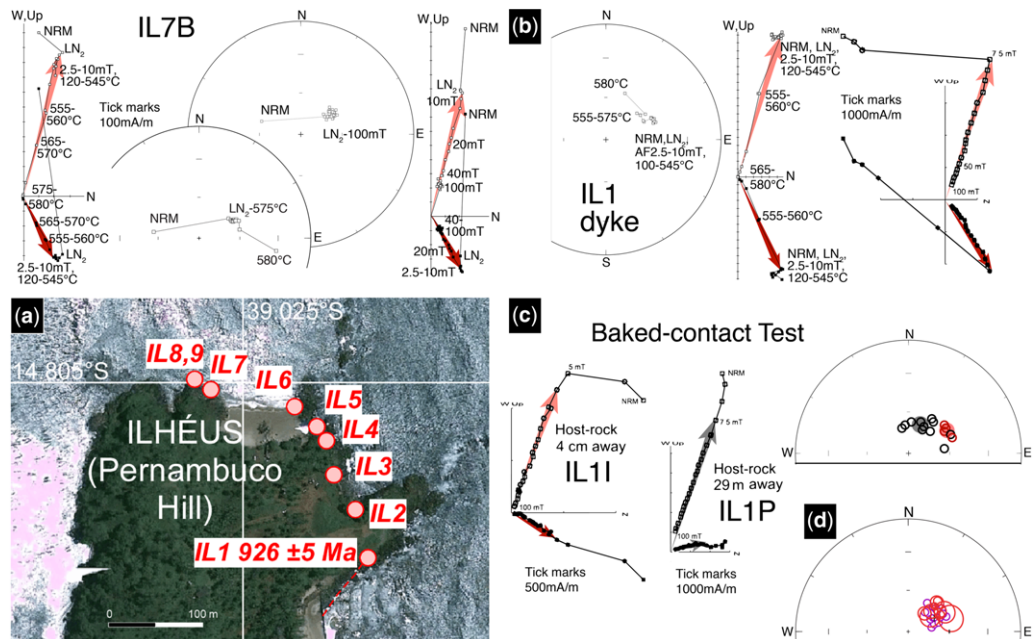 W,Up
IL7B
NRM
LN2
2.5-10mT,
120-545°C
555-
560°C
565-
570°C
575-
580°C
N
Tick marks
100mA/m
565-570°C
555-560°C
LN2
2.5-10mT,
120-545°C
N
NRM
LN2-100mT
E
N
NRM
LN2-575°C
E
580°C
W,Up
NRM
LN2
10mT
NRM
20mT
40mT
100mT
N
40-
100mT
20mT
LN2
2.5-10mT
(b)
N
580°C
555-575°C
E
NRM,LN2,
AF2.5-10mT,
100-545°C
IL1
dyke
S
W,Up
NRM, LN2,
2.5-10mT,
120-545°C
555-
560°C
565-
580°C
N
555-560°C
NRM, LN2,
2.5-10mT,
120-545°C
Tick marks
1000mA/m
NRM
7 5 mT
W Up
50 mT
100 mT
N
(a)
39 025°S
14.805°S
IL8,9
IL7
IL6
IL5
IL4
IL3
IL2
IL1 926 ±5 Ma
ILHÉUS
(Pernambuco
Hill)
0
100 m
(c)
Baked-contact Test
5 mT
NRM
W Up
Host-rock
4 cm away
IL1I
100 mT
N
Tick marks
500mA/m
NRM
W Up
7 5 mT
Host-rock
29 m away
IL1P
100 mT
N
Tick marks
1000mA/m
N
W
E
(d)
N
W
E